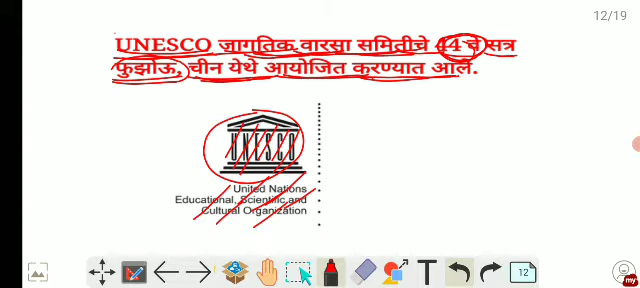 12/19
UNESCO जागतिक वारसा समितीचे 44 वे सत्र
फुझोऊ, चीन येथे आयोजित करण्यात आले.
UNESCO
United Nations
Educational, Scientific and
Cultural Organization
T
12
my